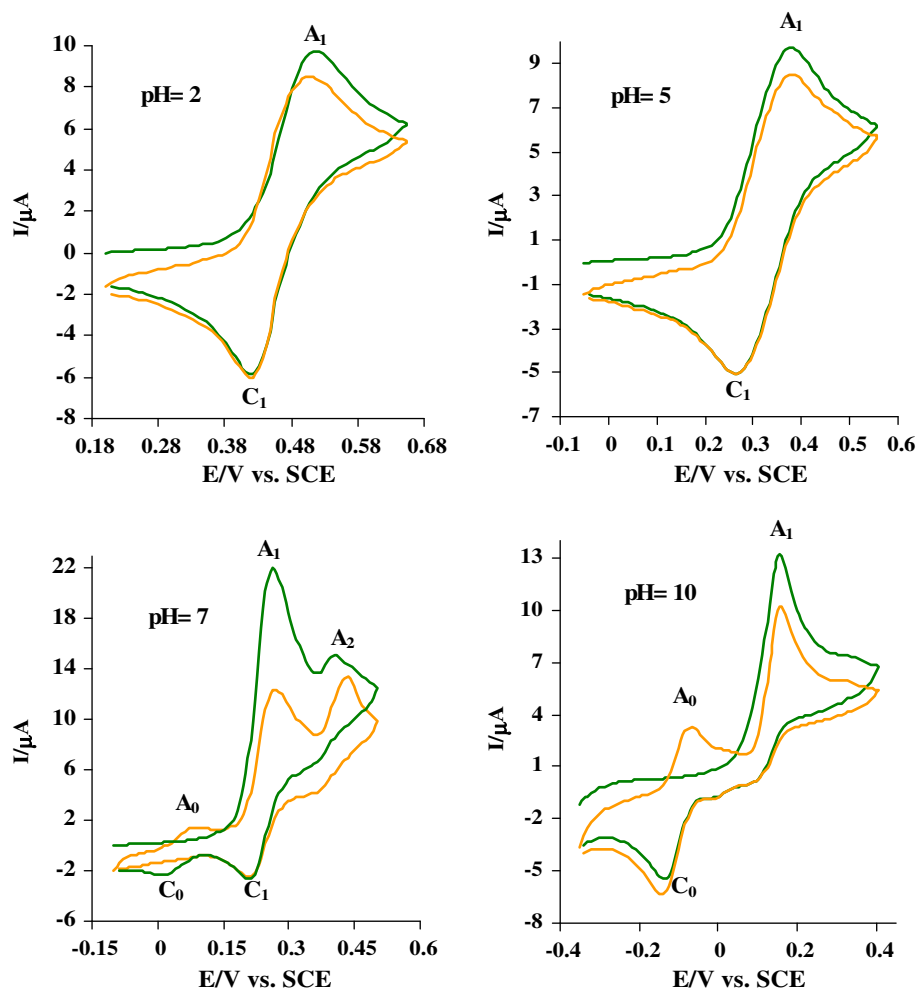 A₁
10
8
6
4
2
0
-2
-4
-6
-8
I/μA
pH= 2
C₁
0.18 0.28 0.38 0.48 0.58 0.68
E/V vs. SCE
A₁
9
7
5
3
1
-1
-3
-5
-7
I/μA
pH= 5
C₁
-0.1 0 0.1 0.2 0.3 0.4 0.5 0.6
E/V vs. SCE
A₁
22
18
14
10
6
2
-2
-6
I/μA
pH= 7
A₂
A₀
C₀ C₁
-0.15 0 0.15 0.3 0.45 0.6
E/V vs. SCE
A₁
13
10
7
4
1
-2
-5
-8
I/μA
pH= 10
A₀
C₀
-0.4 -0.2 0 0.2 0.4
E/V vs. SCE